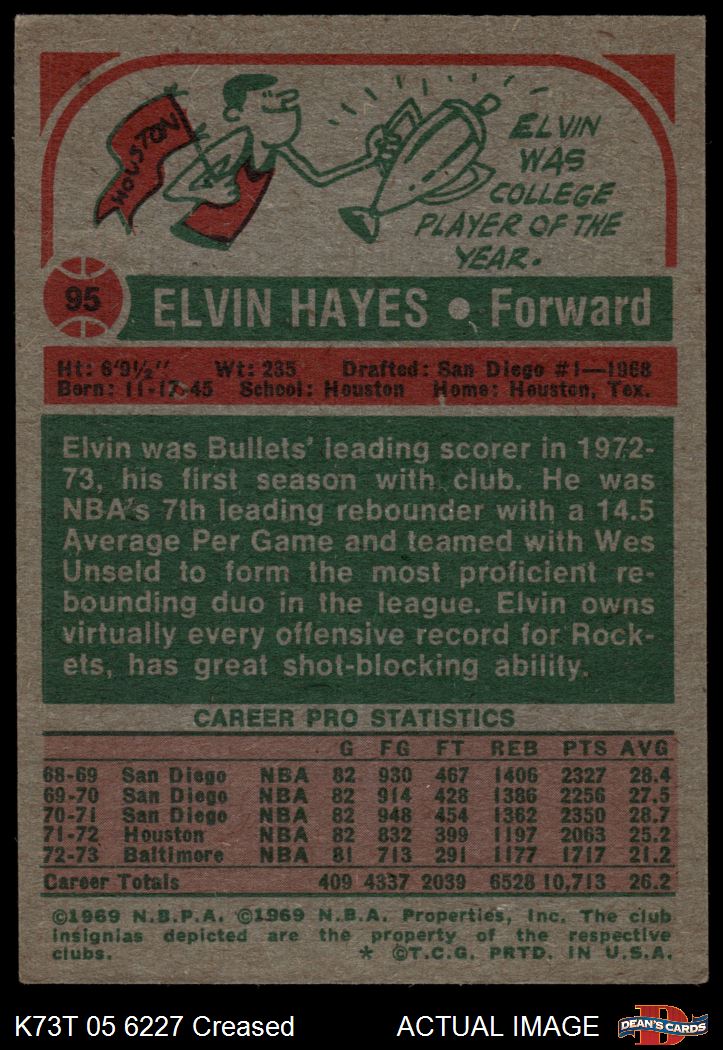 HOUSTON
ELVIN
WAS
COLLEGE
PLAYER OF THE
YEAR.
95 ELVIN HAYES • Forward
Ht: 6'9½" Wt: 235 Drafted: San Diego #1—1968
Born: 11-17-45 School: Houston Home: Houston, Tex.
Elvin was Bullets' leading scorer in 1972-
73, his first season with club. He was
NBA's 7th leading rebounder with a 14.5
Average Per Game and teamed with Wes
Unseld to form the most proficient re-
bounding duo in the league. Elvin owns
virtually every offensive record for Rock-
ets, has great shot-blocking ability.
CAREER PRO STATISTICS
G FG FT REB PTS AVG
68-69 San Diego NBA 82 930 467 1406 2327 28.4
69-70 San Diego NBA 82 914 428 1386 2256 27.5
70-71 San Diego NBA 82 948 454 1362 2350 28.7
71-72 Houston NBA 82 832 399 1197 2063 25.2
72-73 Baltimore NBA 81 713 291 1177 1717 21.2
Career Totals 409 4337 2039 6528 10,713 26.2
©1969 N.B.P.A. ©1969 N.B.A. Properties, Inc. The club
insignias depicted are the property of the respective
clubs. * ©T.C.G. PRTD. IN U.S.A.
K73T 05 6227 Creased ACTUAL IMAGE
D
DEAN'S CARDS